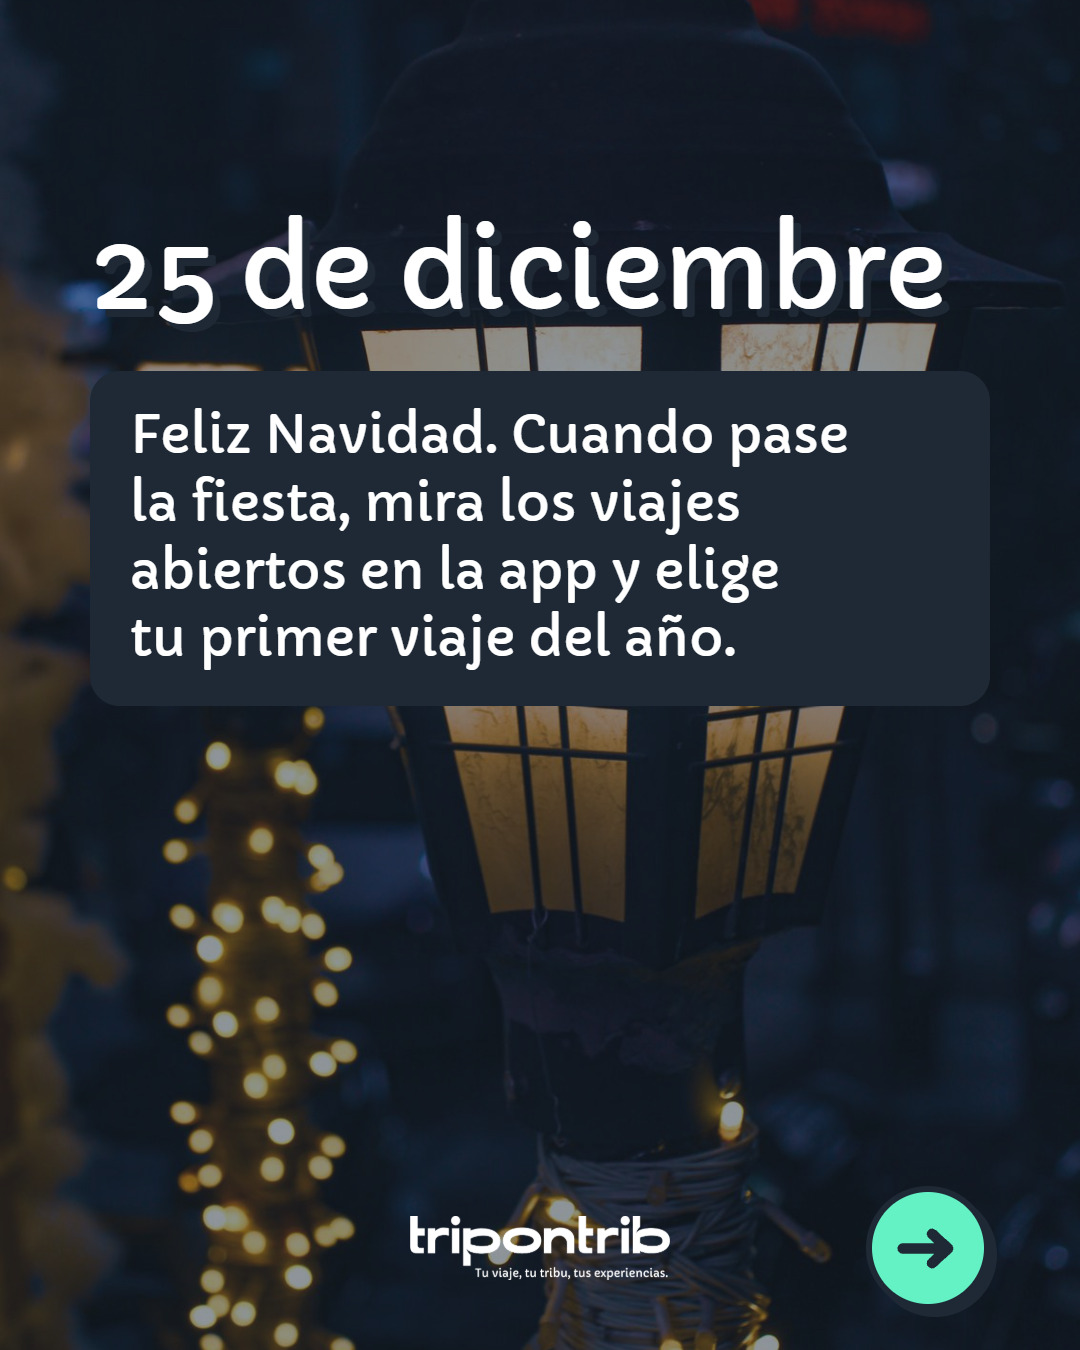 25 de diciembre
Feliz Navidad. Cuando pase
la fiesta, mira los viajes
abiertos en la app y elige
tu primer viaje del año.
tripontrib
Tu viaje, tu tribu, tus experiencias.